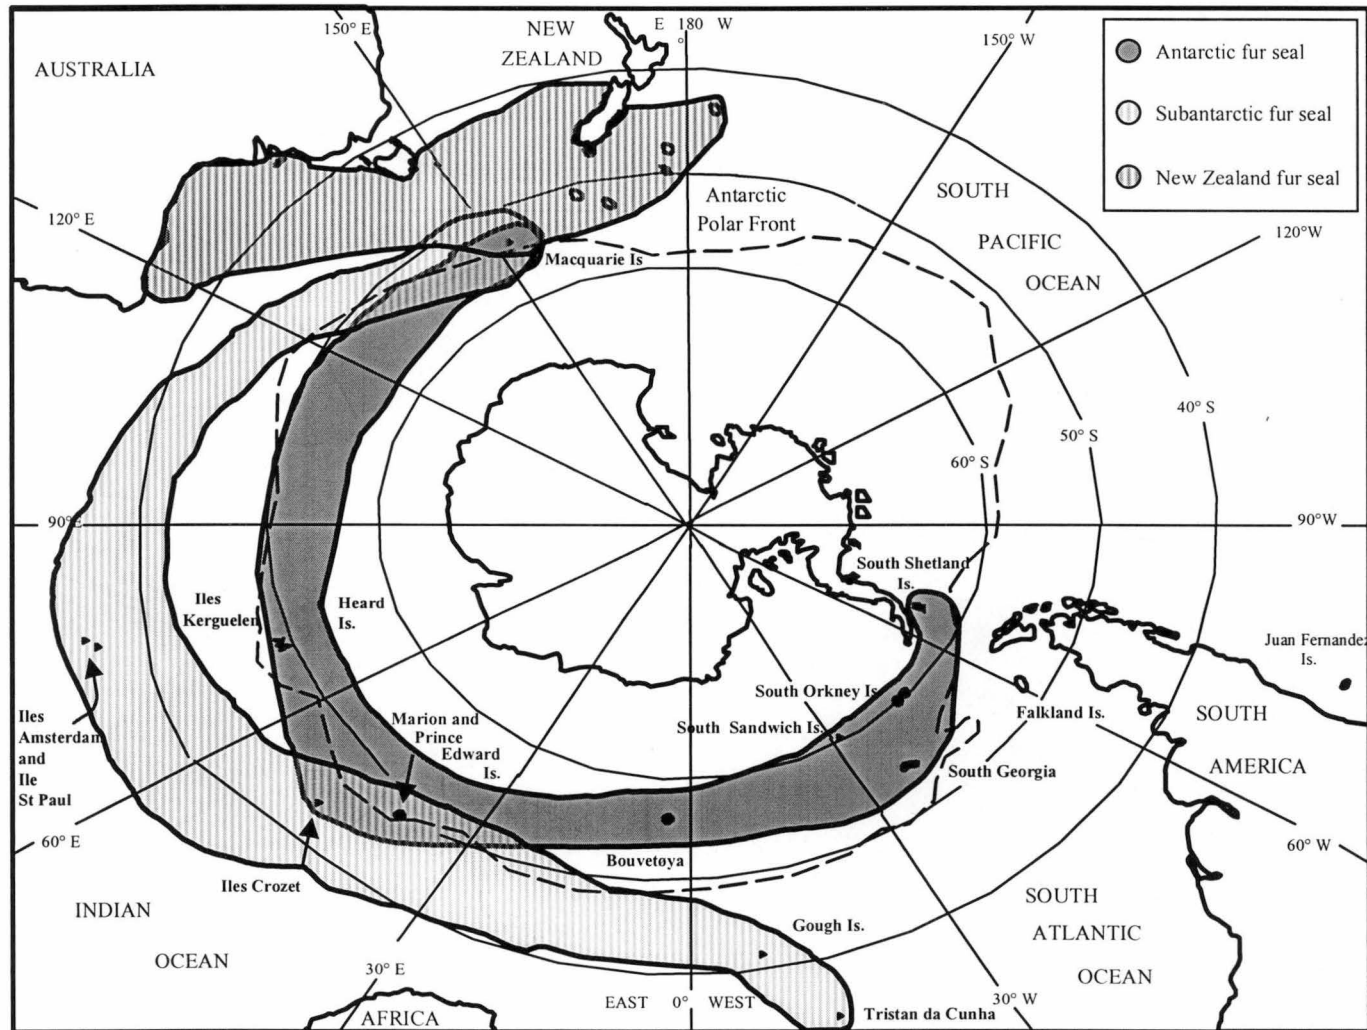 150° E
NEW
ZEALAND
E 180 W
°
150° W
AUSTRALIA
Antarctic fur seal
Subantarctic fur seal
New Zealand fur seal
120° E
Antarctic
Polar Front
SOUTH
PACIFIC
OCEAN
120°W
Macquarie Is
40° S
50° S
60° S
90°E
90°W
South Shetland
Is.
Iles
Kerguelen
Heard
Is.
Juan Fernandez
Is.
South Orkney Is
South Sandwich Is.
Falkland Is.
Marion and
Prince
Edward
Is.
Iles
Amsterdam
and
Ile
St Paul
SOUTH
AMERICA
South Georgia
60° E
60° W
Bouvetøya
Iles Crozet
INDIAN
OCEAN
Gough Is.
SOUTH
ATLANTIC
OCEAN
30° E
EAST 0° WEST
30° W
AFRICA
Tristan da Cunha